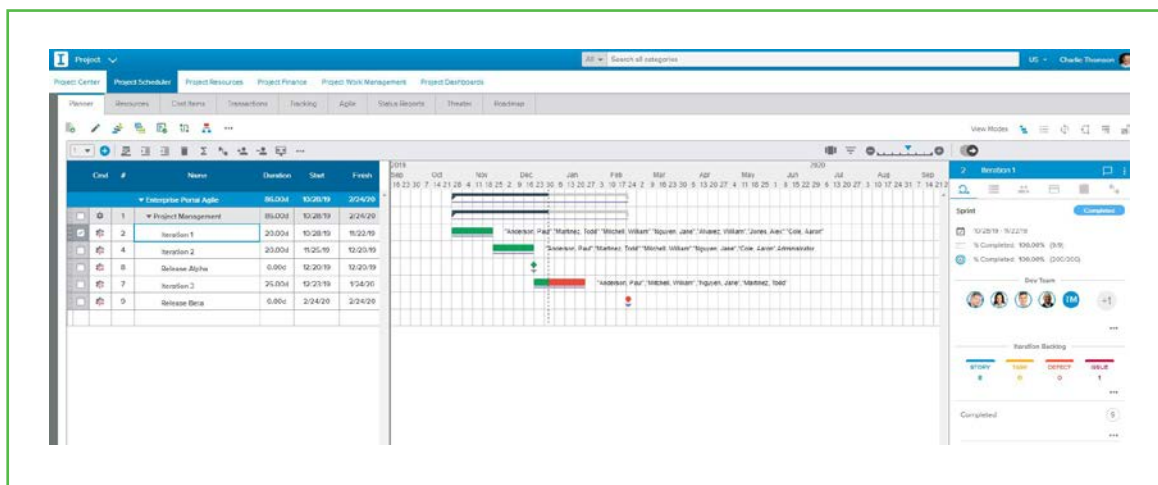 I Project
All Search all categories
US Charlie Thomson
Project Center Project Scheduler Project Resources Project Finance Project Work Management Project Dashboards
Planner Resources Cost Items Transactions Tracking Agile Status Reports Theater Roadmap
View Modes
1
Cmd # Name Duration Start Finish
2019 2020
Sep Oct Nov Dec Jan Feb Mar Apr May Jun Jul Aug Sep
Enterprise Portal Agile 86.00d 10/28/19 2/24/20
1 Project Management 86.00d 10/28/19 2/24/20
2 Iteration 1 20.00d 10/28/19 11/22/19 "Anderson, Paul","Martinez, Todd","Mitchell, William","Nguyen, Jane","Alvarez, William","Jones, Alex","Cole, Aaron"
4 Iteration 2 20.00d 11/25/19 12/20/19 "Anderson, Paul","Martinez, Todd","Mitchell, William","Nguyen, Jane","Cole, Aaron",Administrator
8 Release Alpha 0.00d 12/20/19 12/20/19
7 Iteration 3 25.00d 12/23/19 1/24/20 "Anderson, Paul","Mitchell, William","Nguyen, Jane","Martinez, Todd"
9 Release Beta 0.00d 2/24/20 2/24/20
2 Iteration 1
Sprint Completed
10/28/19 - 11/22/19
% Completed: 100.00% (9/9)
% Completed: 100.00% (200/200)
Dev Team
TM +1
Iteration Backlog
STORY TASK DEFECT ISSUE
8 0 0 1
Completed 9